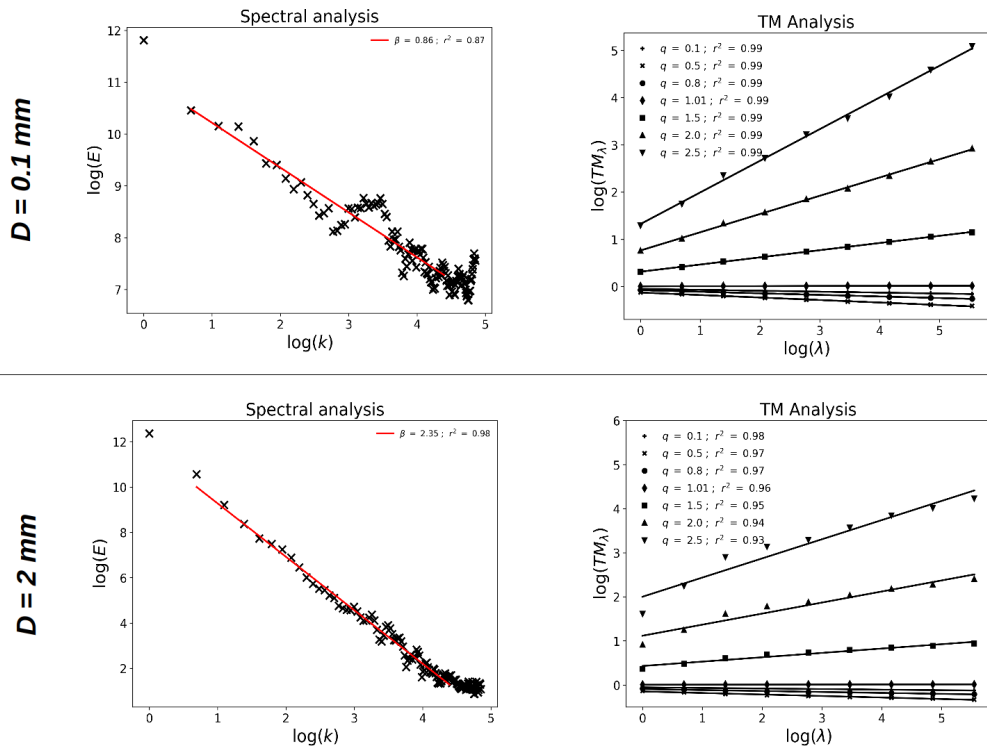 D = 0.1 mm
Spectral analysis
β = 0.86 ; r² = 0.87
log(E)
12
11
10
9
8
7
0
1
2
3
4
5
log(k)
TM Analysis
q = 0.1 ; r² = 0.99
q = 0.5 ; r² = 0.99
q = 0.8 ; r² = 0.99
q = 1.01 ; r² = 0.99
q = 1.5 ; r² = 0.99
q = 2.0 ; r² = 0.99
q = 2.5 ; r² = 0.99
log(TM_λ)
5
4
3
2
1
0
0
1
2
3
4
5
log(λ)
D = 2 mm
Spectral analysis
β = 2.35 ; r² = 0.98
log(E)
12
10
8
6
4
2
0
1
2
3
4
5
log(k)
TM Analysis
q = 0.1 ; r² = 0.98
q = 0.5 ; r² = 0.97
q = 0.8 ; r² = 0.97
q = 1.01 ; r² = 0.96
q = 1.5 ; r² = 0.95
q = 2.0 ; r² = 0.94
q = 2.5 ; r² = 0.93
log(TM_λ)
6
5
4
3
2
1
0
0
1
2
3
4
5
log(λ)